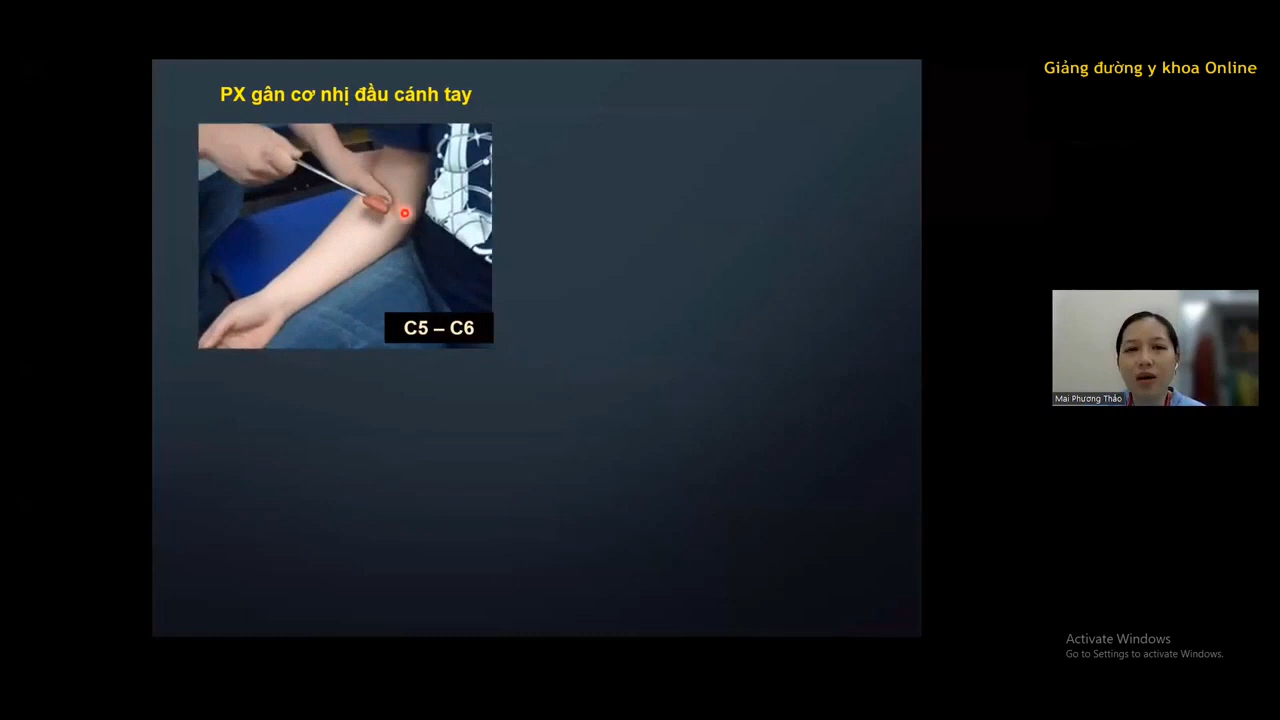 Giảng đường y khoa Online
PX gân cơ nhị đầu cánh tay
C5 – C6
Mai Phương Thảo
Activate Windows
Go to Settings to activate Windows.